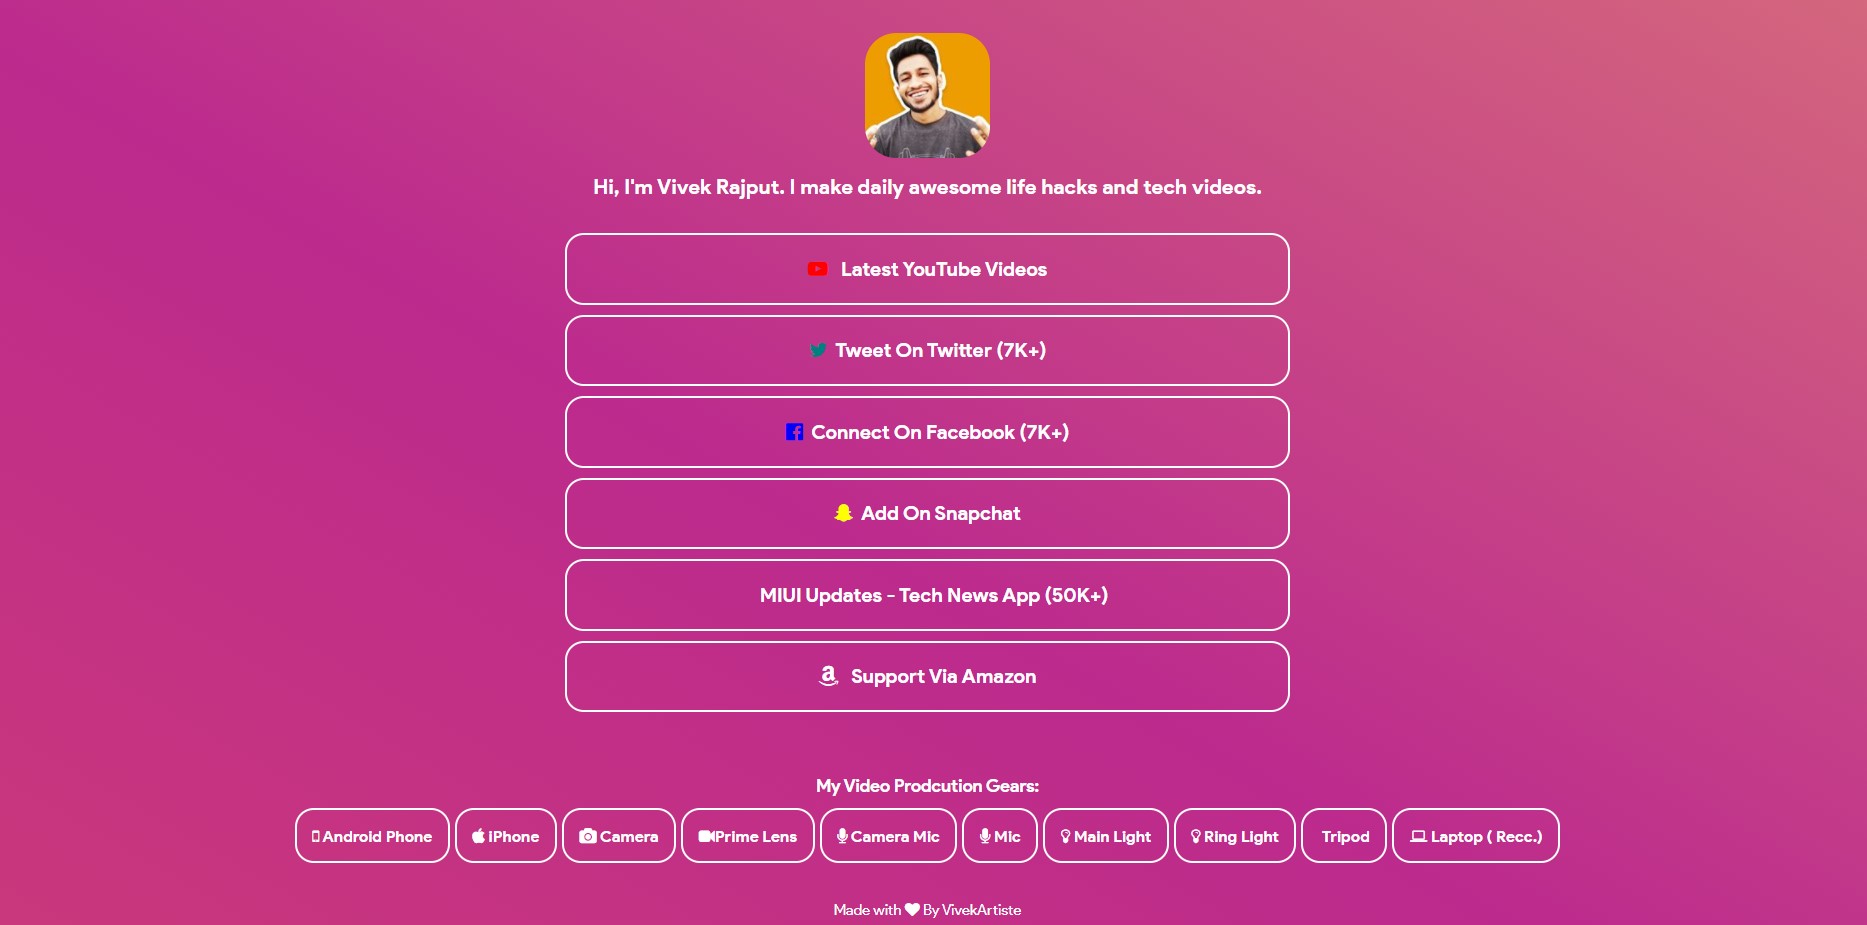 Hi, I'm Vivek Rajput. I make daily awesome life hacks and tech videos.
Latest YouTube Videos
Tweet On Twitter (7K+)
Connect On Facebook (7K+)
Add On Snapchat
MIUI Updates - Tech News App (50K+)
Support Via Amazon
My Video Prodcution Gears:
Android Phone iPhone Camera Prime Lens Camera Mic Mic Main Light Ring Light Tripod Laptop ( Recc.)
Made with ♥ By VivekArtiste